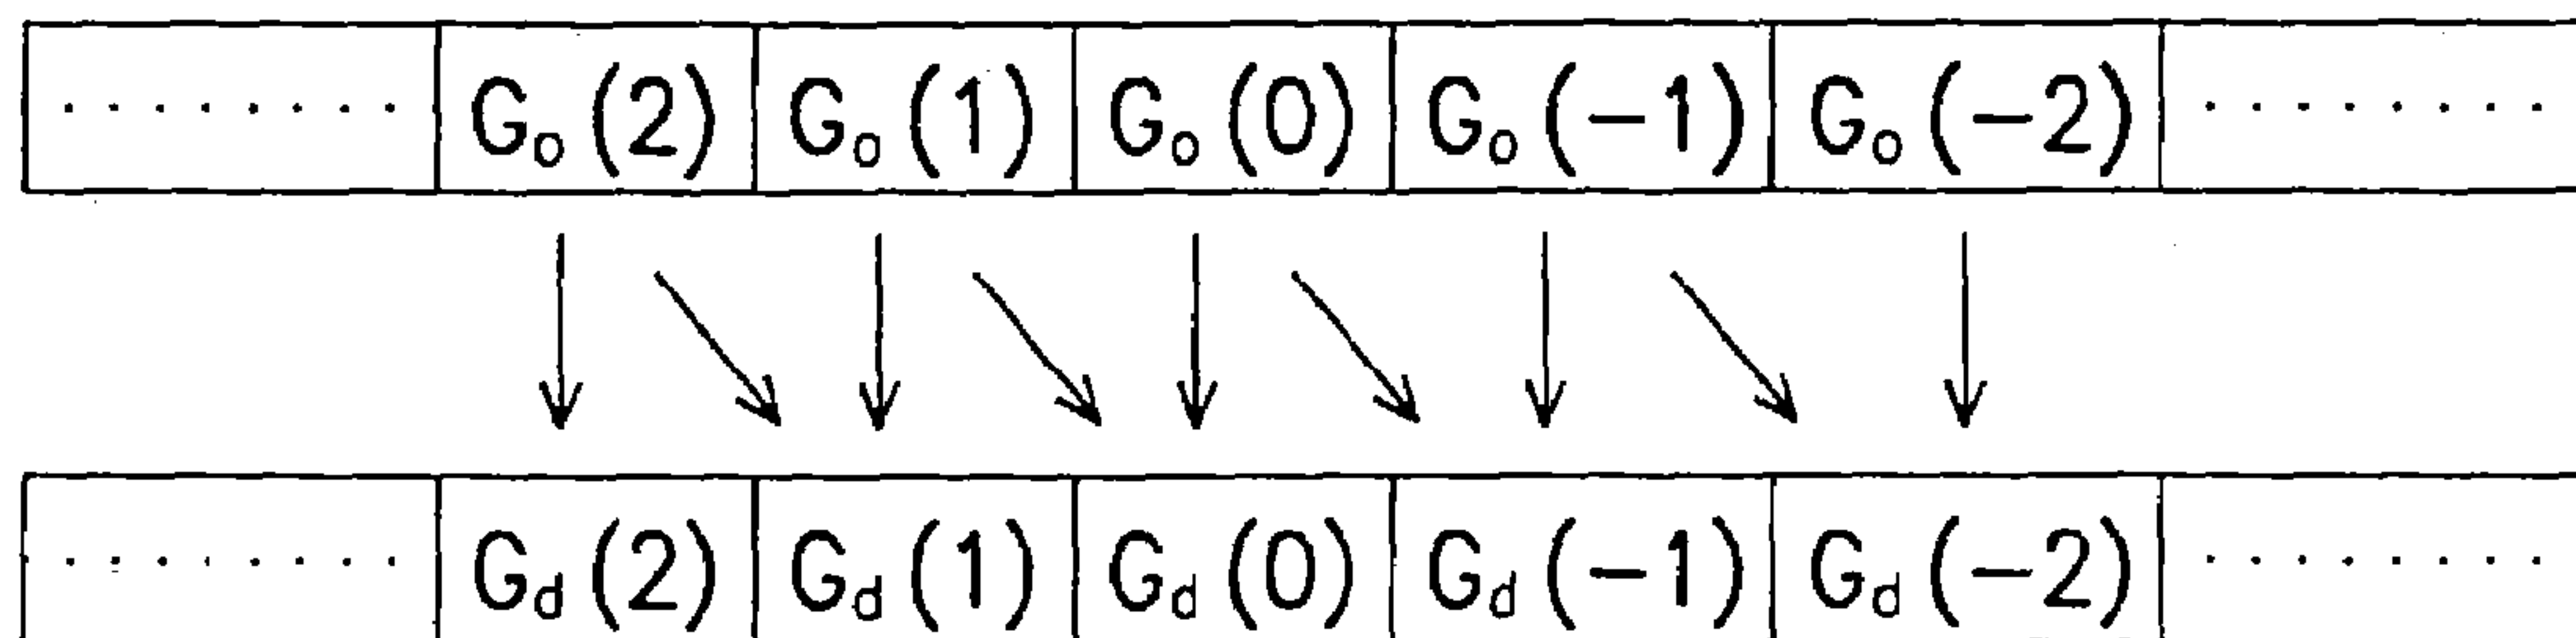 ........ G₀(2) G₀(1) G₀(0) G₀(−1) G₀(−2) ........
........ G_d(2) G_d(1) G_d(0) G_d(−1) G_d(−2) ........